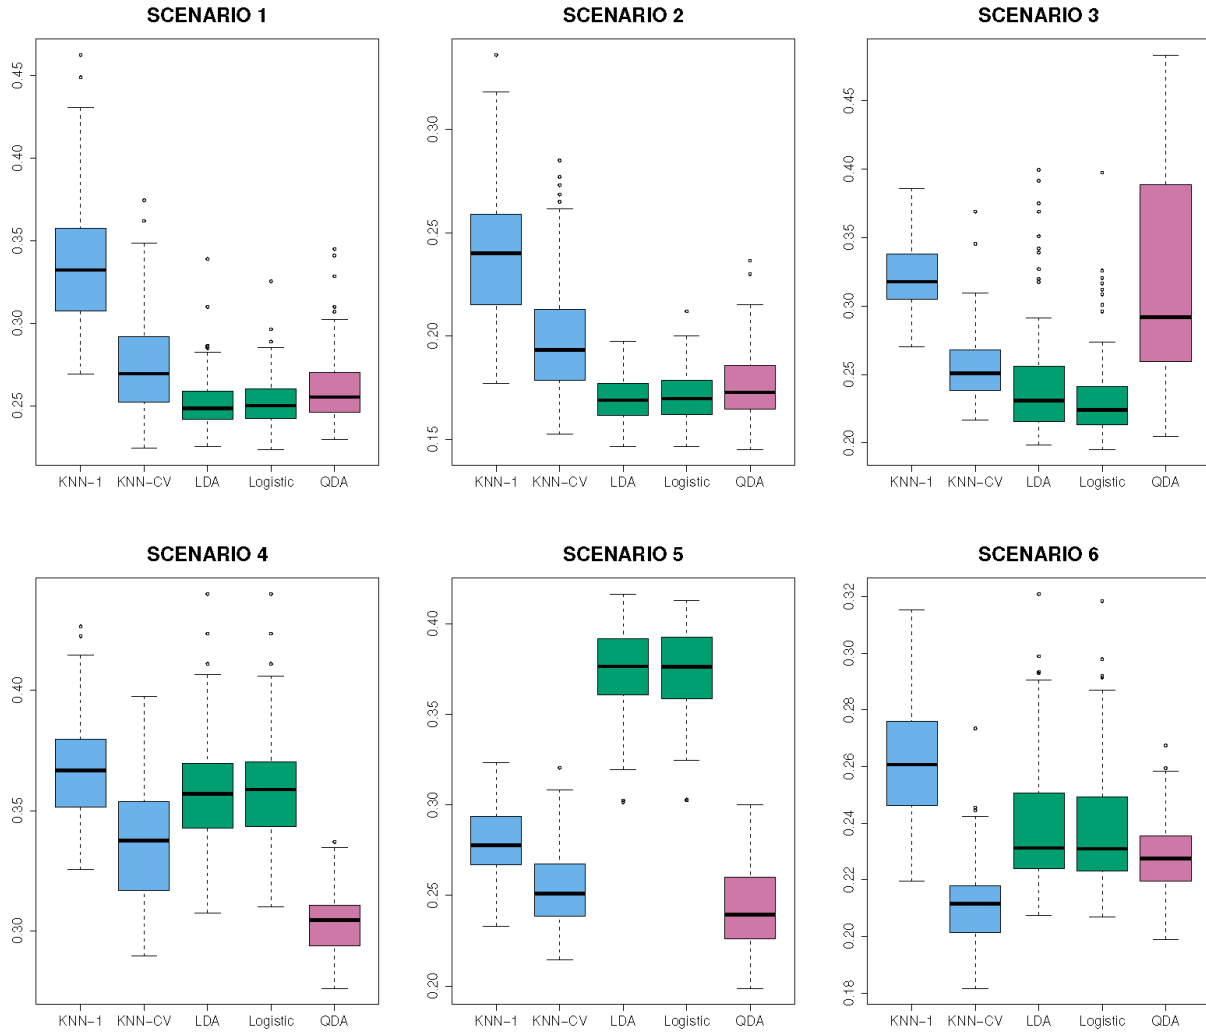 SCENARIO 1
0.45
0.40
0.35
0.30
0.25
KNN−1 KNN−CV LDA Logistic QDA
SCENARIO 2
0.30
0.25
0.20
0.15
KNN−1 KNN−CV LDA Logistic QDA
SCENARIO 3
0.45
0.40
0.35
0.30
0.25
0.20
KNN−1 KNN−CV LDA Logistic QDA
SCENARIO 4
0.40
0.35
0.30
KNN−1 KNN−CV LDA Logistic QDA
SCENARIO 5
0.40
0.35
0.30
0.25
0.20
KNN−1 KNN−CV LDA Logistic QDA
SCENARIO 6
0.32
0.30
0.28
0.26
0.24
0.22
0.20
0.18
KNN−1 KNN−CV LDA Logistic QDA